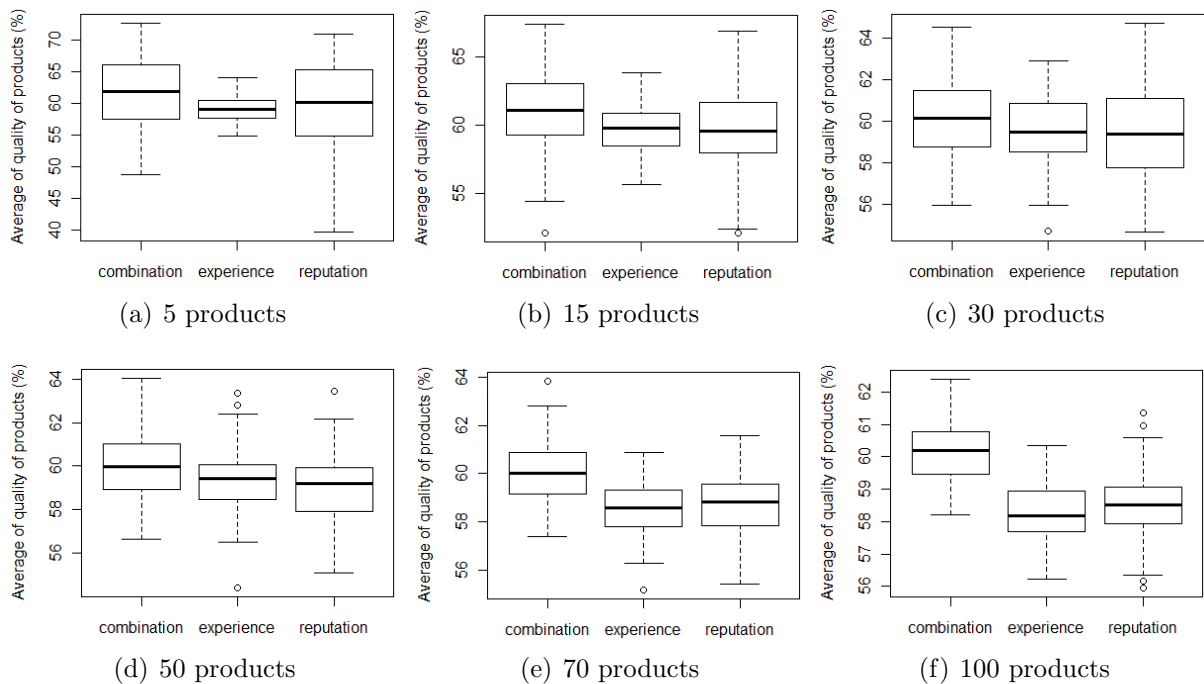 Average of quality of products (%)
70
65
60
55
50
45
40
combination experience reputation
(a) 5 products
Average of quality of products (%)
65
60
55
combination experience reputation
(b) 15 products
Average of quality of products (%)
64
62
60
58
56
combination experience reputation
(c) 30 products
Average of quality of products (%)
64
62
60
58
56
combination experience reputation
(d) 50 products
Average of quality of products (%)
64
62
60
58
56
combination experience reputation
(e) 70 products
Average of quality of products (%)
62
61
60
59
58
57
56
combination experience reputation
(f) 100 products